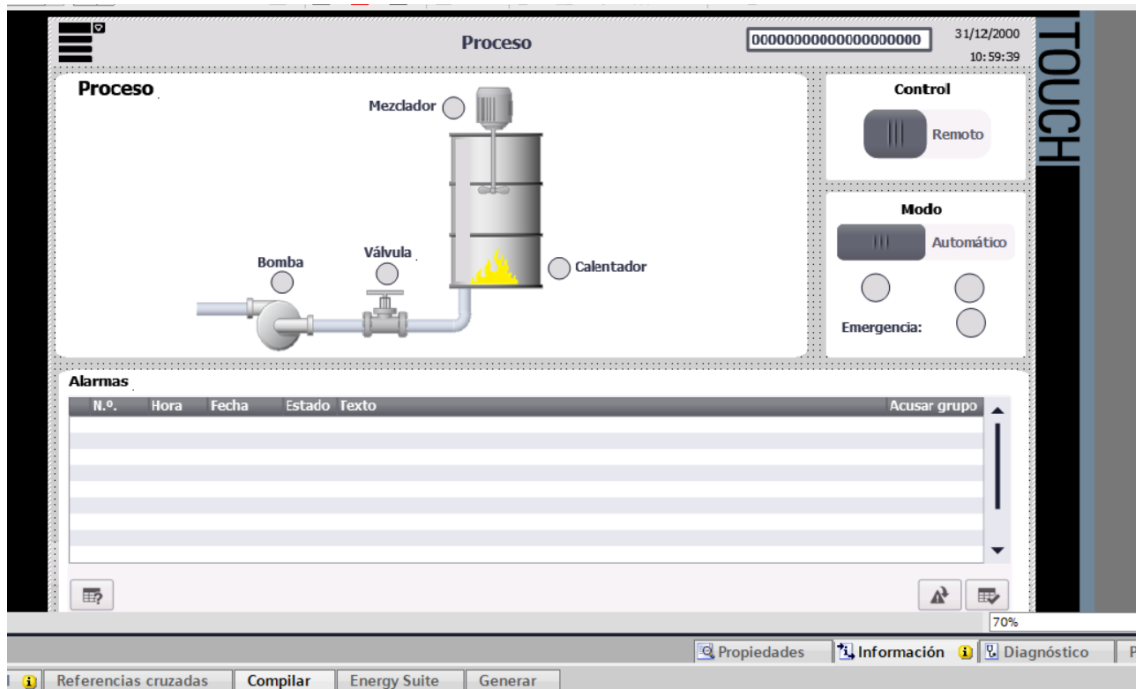 Proceso
00000000000000000000
31/12/2000
10:59:39
TOUCH
Proceso
Mezclador
Bomba
Válvula
Calentador
Control
Remoto
Modo
Automático
Emergencia:
Alarmas
N.º. Hora Fecha Estado Texto Acusar grupo
70%
Propiedades Información Diagnóstico
Referencias cruzadas Compilar Energy Suite Generar